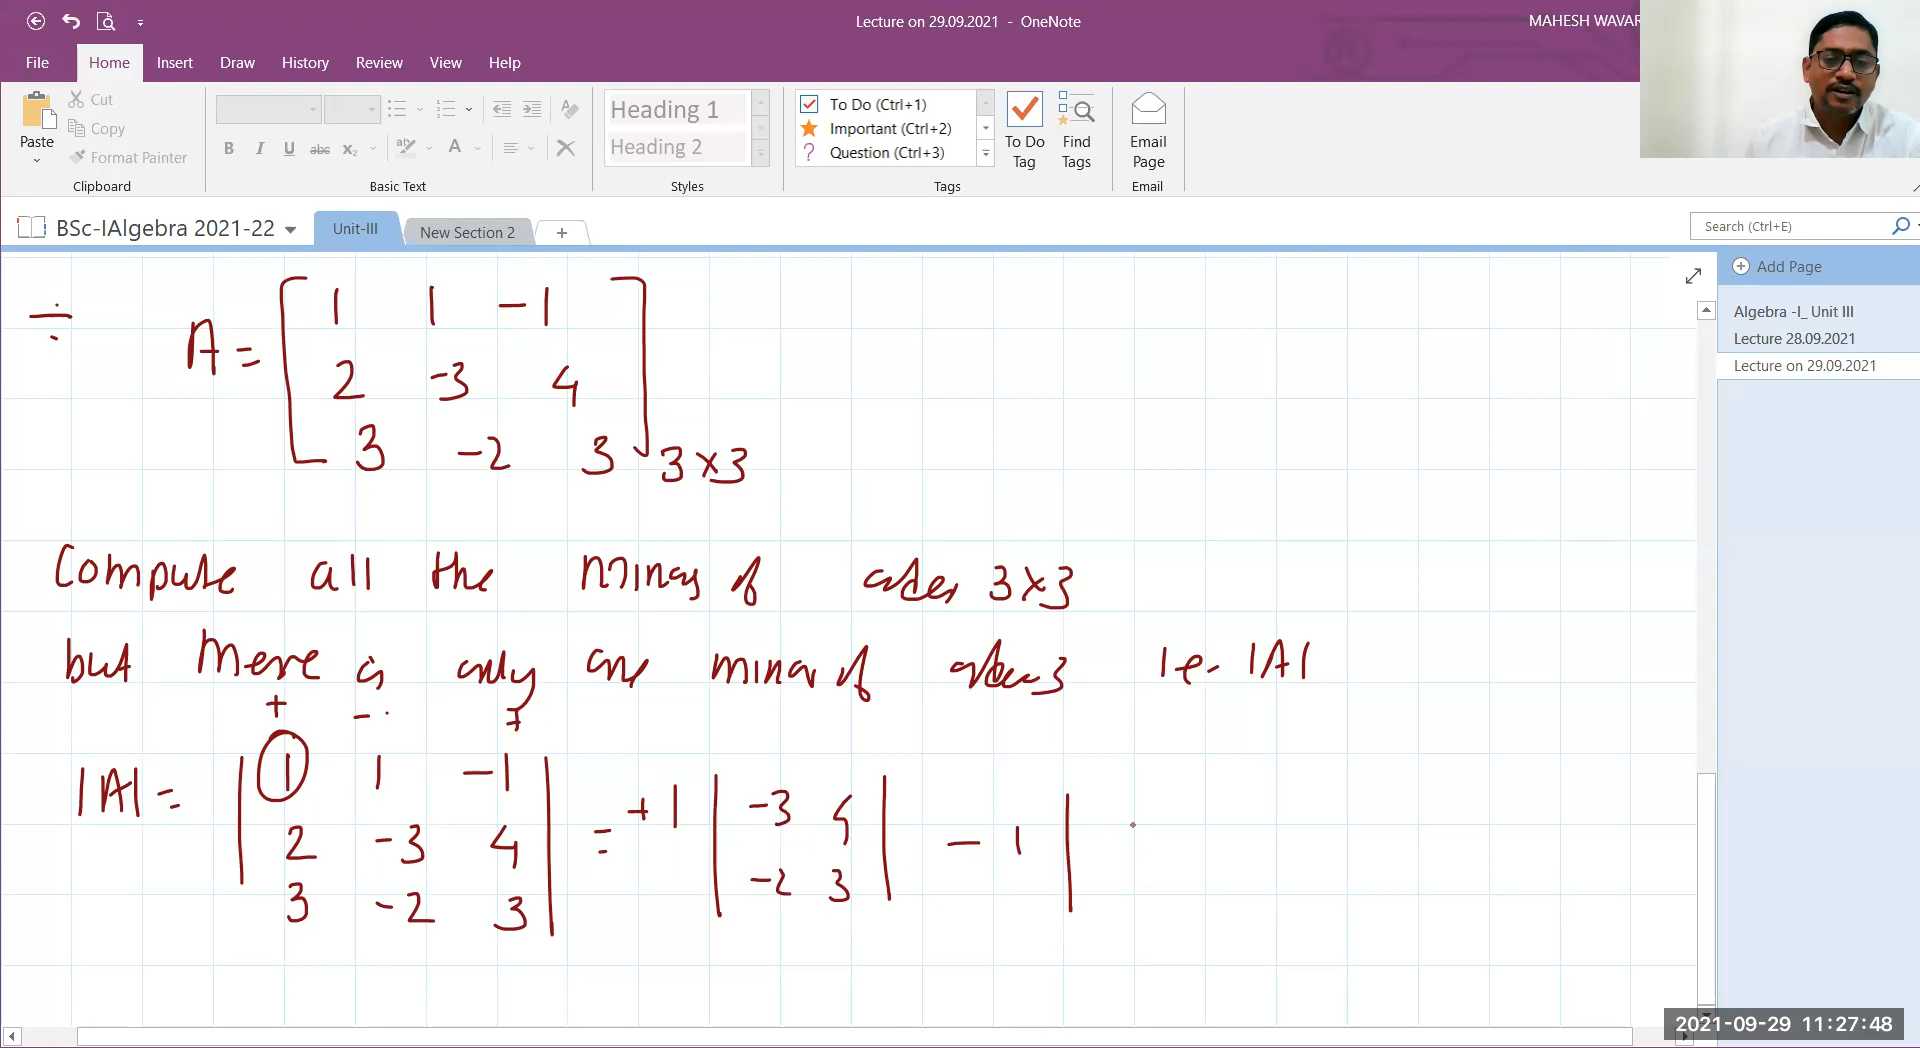 Lecture on 29.09.2021 - OneNote
MAHESH WAVAR
File Home Insert Draw History Review View Help
Paste
Cut
Copy
Format Painter
Clipboard
B I U abc x₂ ab A
Basic Text
Heading 1
Heading 2
Styles
To Do (Ctrl+1)
Important (Ctrl+2)
Question (Ctrl+3)
Tags
To Do Tag
Find Tags
Email Page
Email
BSc-IAlgebra 2021-22
Unit-III
New Section 2
+
Search (Ctrl+E)
Add Page
Algebra -I_ Unit III
Lecture 28.09.2021
Lecture on 29.09.2021
÷ A =
1 1 -1
2 -3 4
3 -2 3
3×3
Compute all the minors of order 3×3
but there is only one minor of order 3 i.e. |A|
+ - +
|A| = | 1 1 -1 | = +1 | -3 4 | - 1 |
2 -3 4
-2 3
3 -2 3
2021-09-29 11:27:48